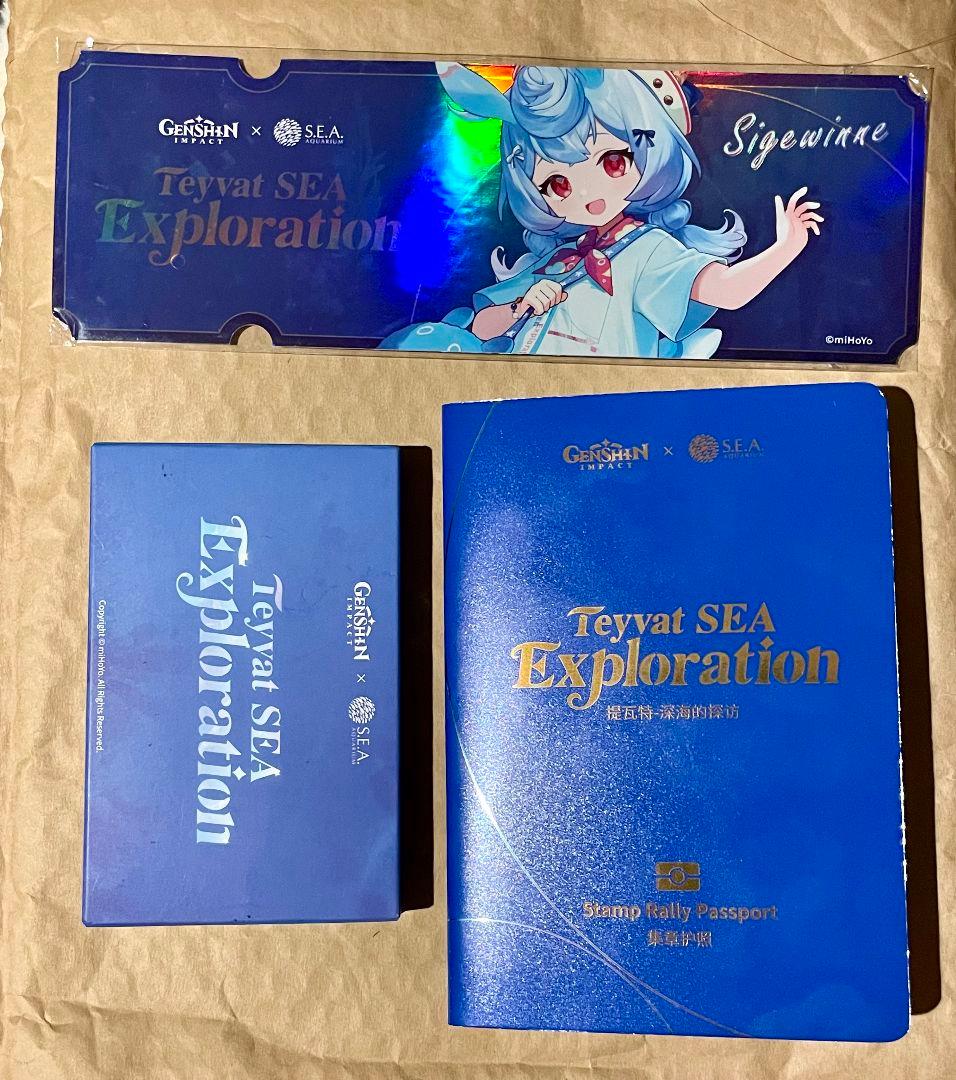 GENSHIN IMPACT × S.E.A. AQUARIUM
Teyvat SEA
Exploration
Sigewinne
©miHoYo
GENSHIN IMPACT × S.E.A. AQUARIUM
Teyvat SEA
Exploration
Copyright © miHoYo. All Rights Reserved.
GENSHIN IMPACT × S.E.A. AQUARIUM
Teyvat SEA
Exploration
提瓦特-深海的探访
Stamp Rally Passport
集章护照